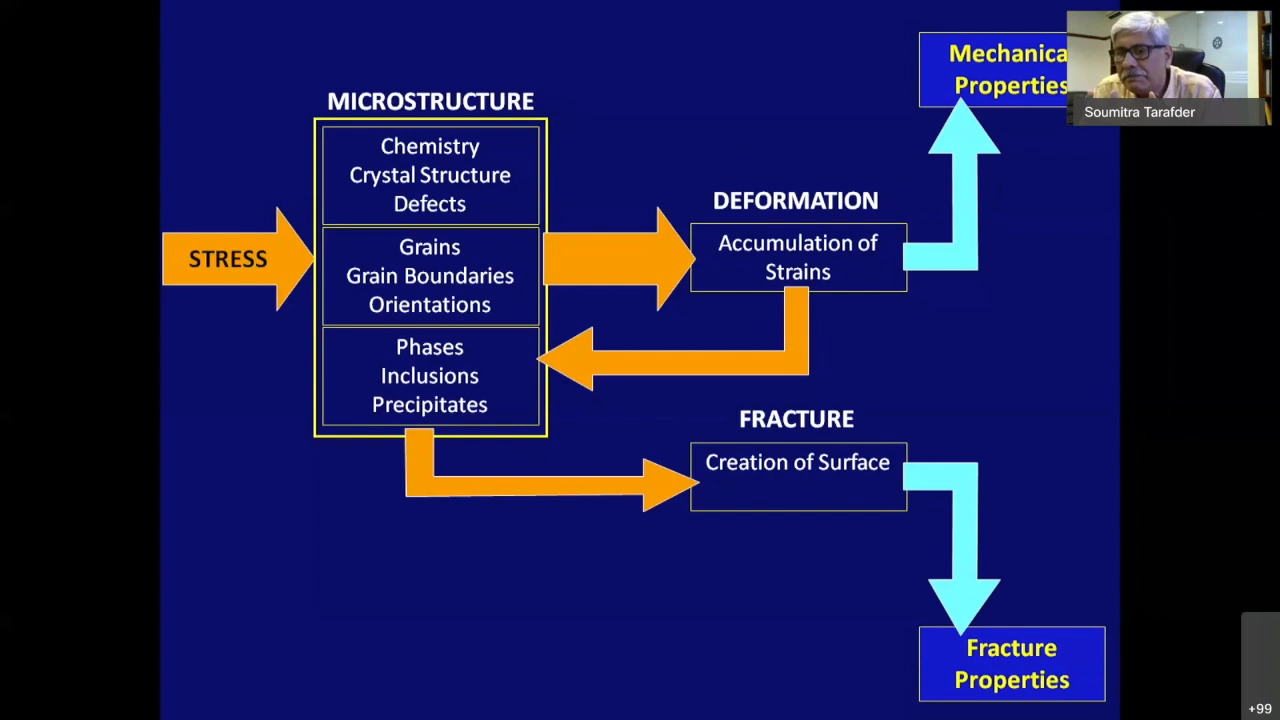 Mechanica
Properties
Soumitra Tarafder
MICROSTRUCTURE
Chemistry
Crystal Structure
Defects
Grains
Grain Boundaries
Orientations
Phases
Inclusions
Precipitates
STRESS
DEFORMATION
Accumulation of
Strains
FRACTURE
Creation of Surface
Fracture
Properties
+99